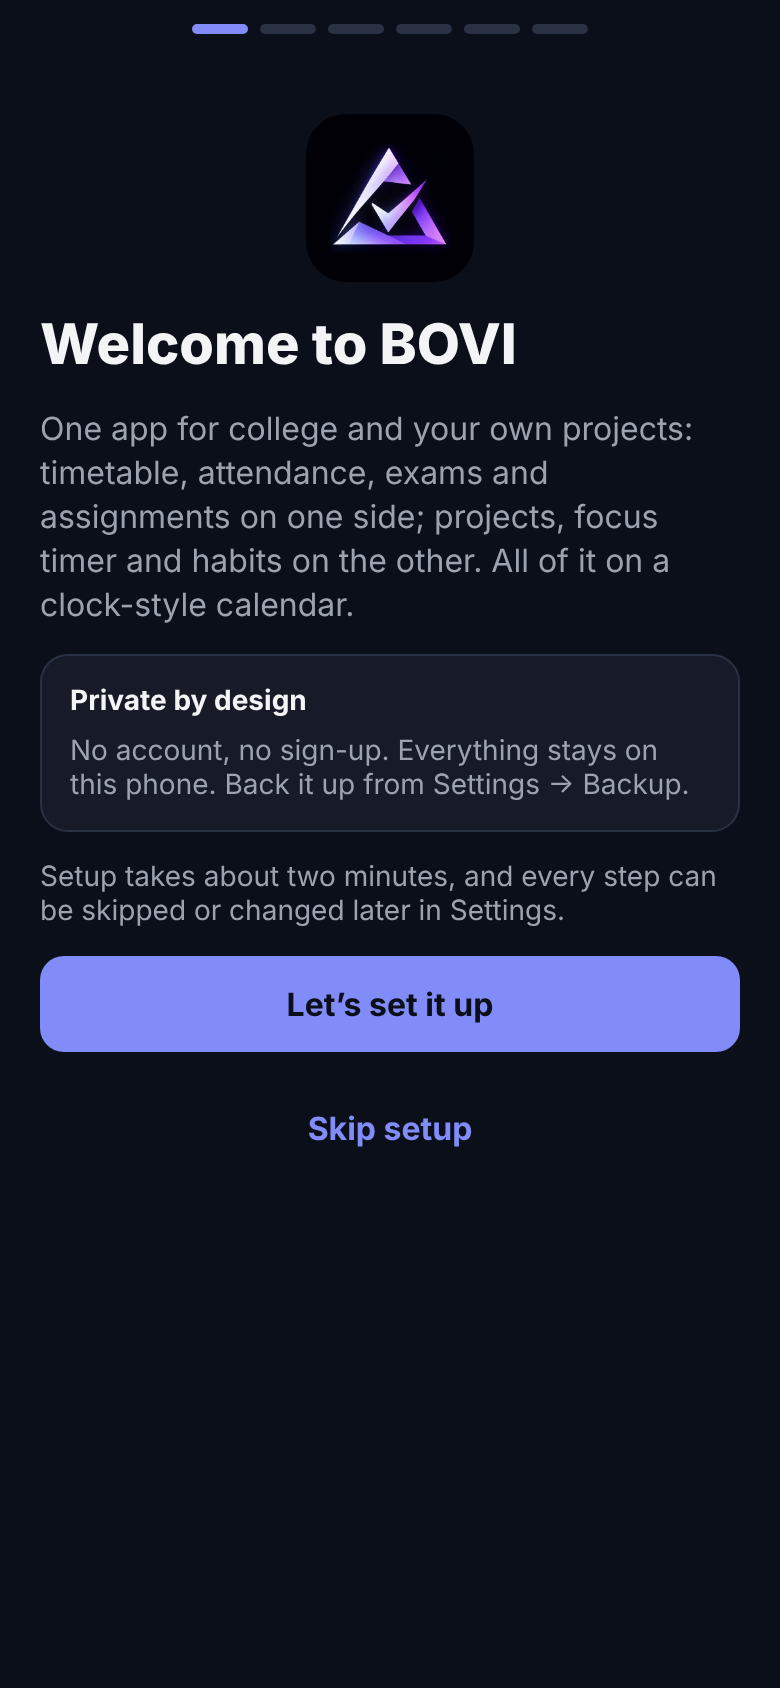 Welcome to BOVI
One app for college and your own projects:
timetable, attendance, exams and
assignments on one side; projects, focus
timer and habits on the other. All of it on a
clock-style calendar.
Private by design
No account, no sign-up. Everything stays on
this phone. Back it up from Settings → Backup.
Setup takes about two minutes, and every step can
be skipped or changed later in Settings.
Let’s set it up
Skip setup